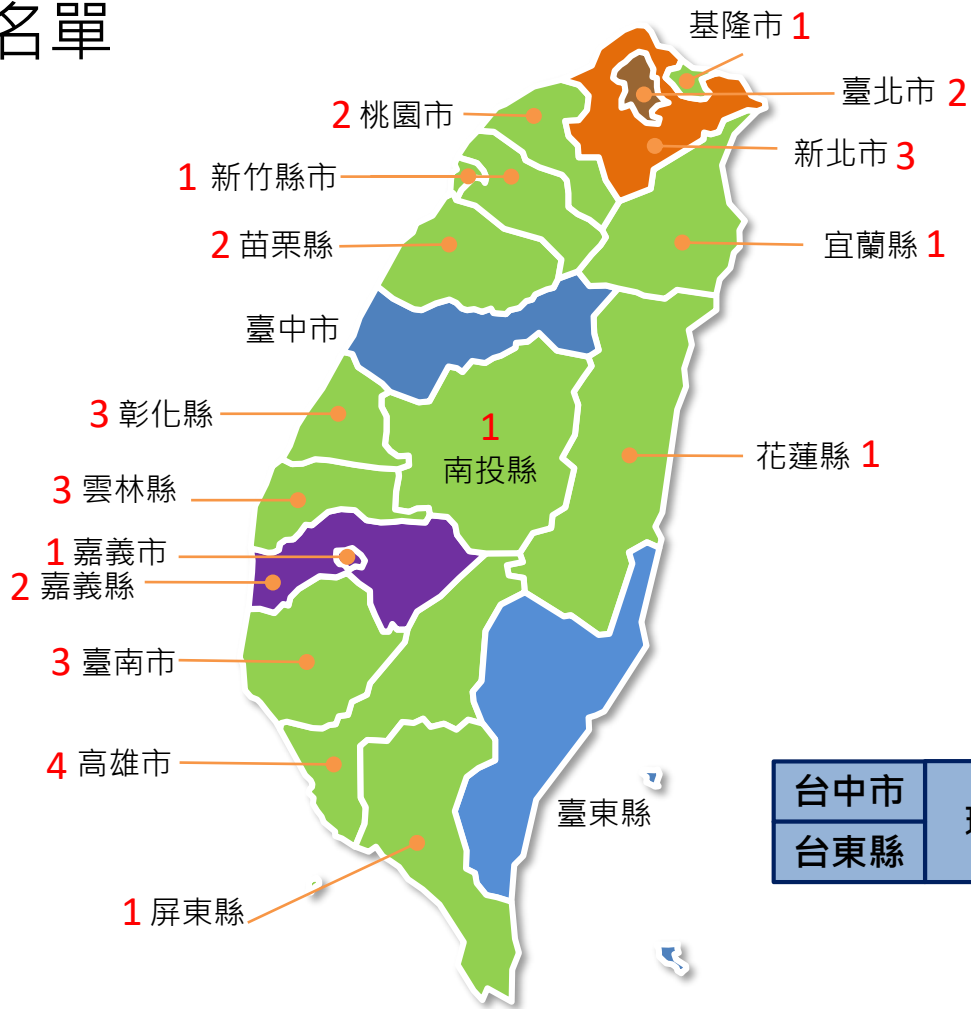 名單
基隆市 1
臺北市 2
2 桃園市
新北市 3
1 新竹縣市
2 苗栗縣
宜蘭縣 1
臺中市
3 彰化縣
1
南投縣
花蓮縣 1
3 雲林縣
1 嘉義市
2 嘉義縣
3 臺南市
4 高雄市
臺東縣
台中市
台東縣
1 屏東縣